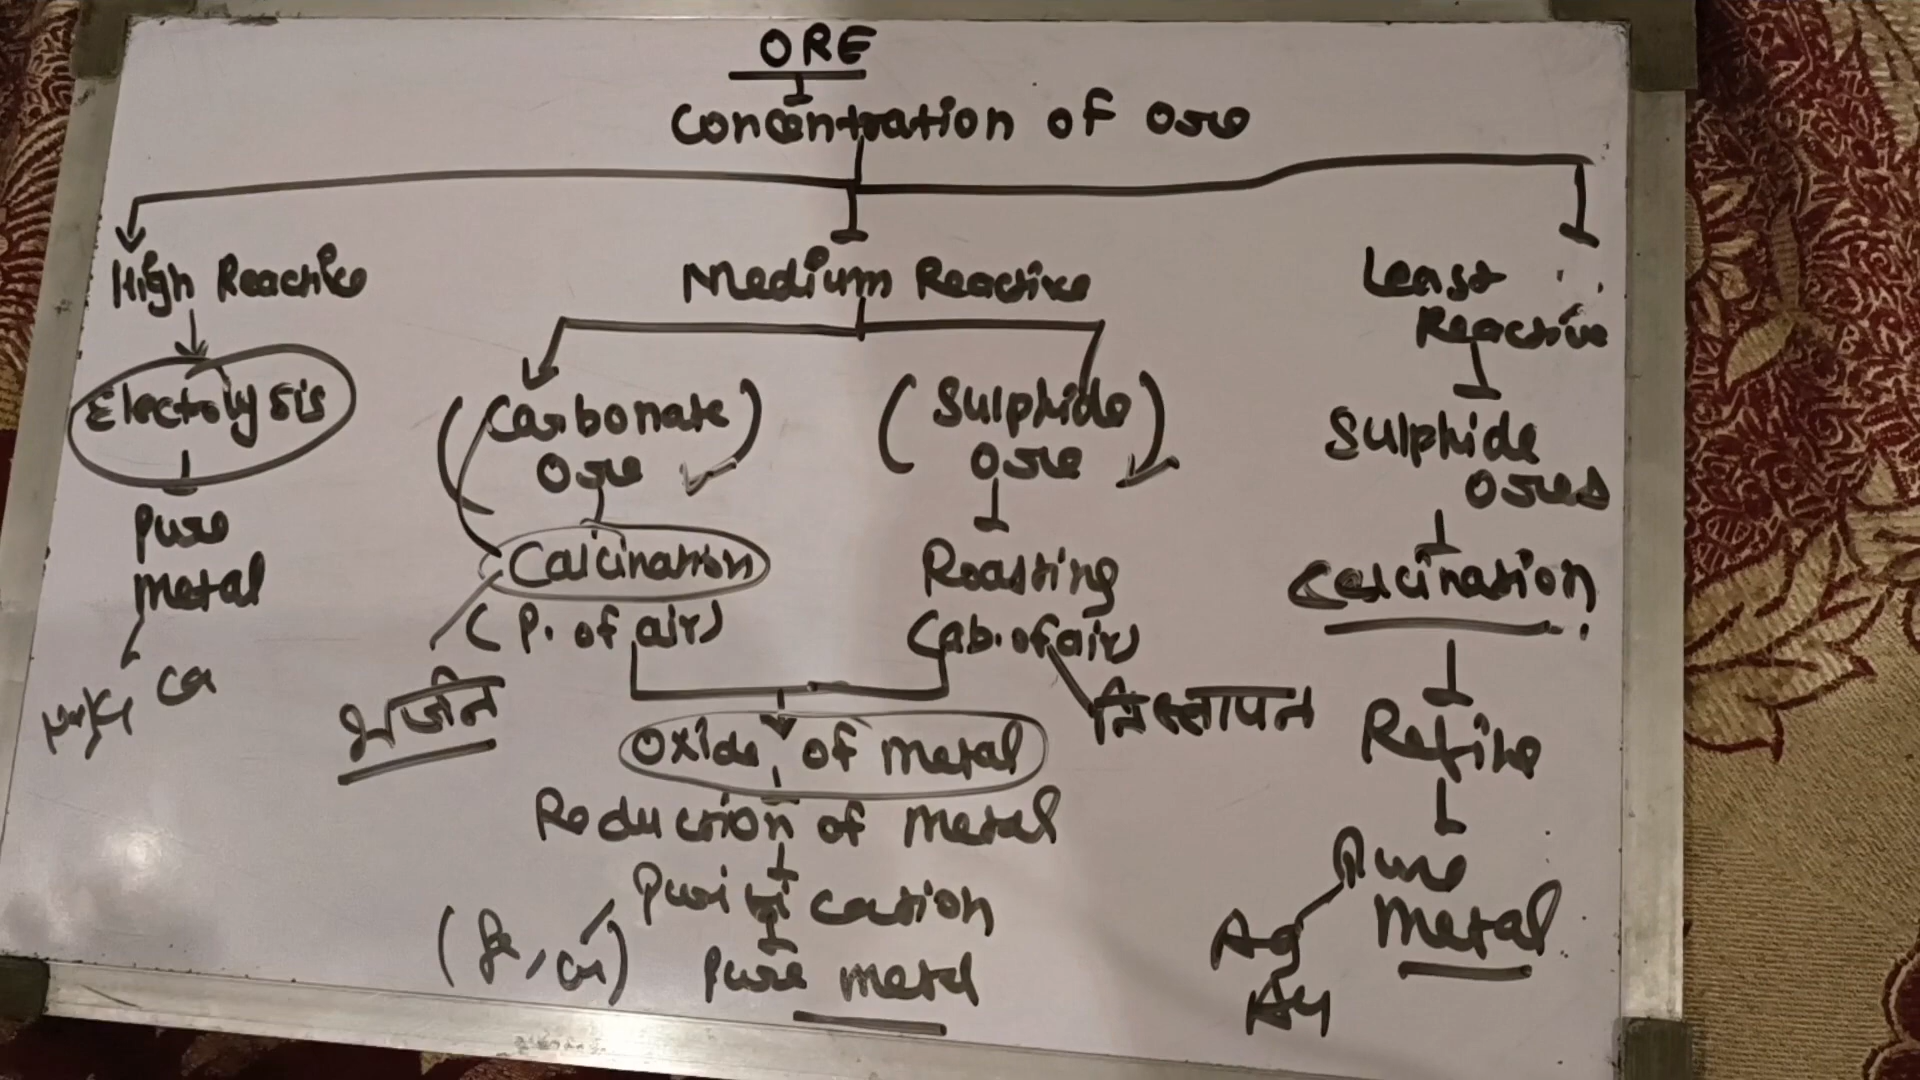 ORE
Concentration of Ore
High Reactive
Electrolysis
Pure
Metal
Ca
Medium Reactive
(Carbonate)
Ore
Calcination
(P. of air)
भर्जन
(Sulphide)
Ore
Roasting
(ab. of air)
निस्तापन
Oxide of Metal
Reduction of Metal
Purification
Pure metal
Least
Reactive
Sulphide
Ores
Calcination
Refine
Pure
Metal
Ag
Au